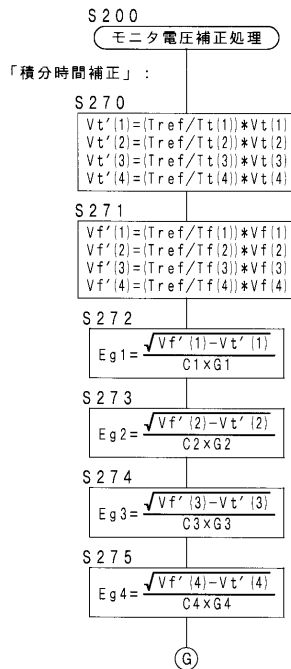 S200
モニタ電圧補正処理
「積分時間補正」:
S270
Vt′(1)=(Tref/Tt(1))*Vt(1)
Vt′(2)=(Tref/Tt(2))*Vt(2)
Vt′(3)=(Tref/Tt(3))*Vt(3)
Vt′(4)=(Tref/Tt(4))*Vt(4)
S271
Vf′(1)=(Tref/Tf(1))*Vf(1)
Vf′(2)=(Tref/Tf(2))*Vf(2)
Vf′(3)=(Tref/Tf(3))*Vf(3)
Vf′(4)=(Tref/Tf(4))*Vf(4)
S272
√Vf′(1)-Vt′(1)
Eg1=
C1×G1
S273
√Vf′(2)-Vt′(2)
Eg2=
C2×G2
S274
√Vf′(3)-Vt′(3)
Eg3=
C3×G3
S275
√Vf′(4)-Vt′(4)
Eg4=
C4×G4
G